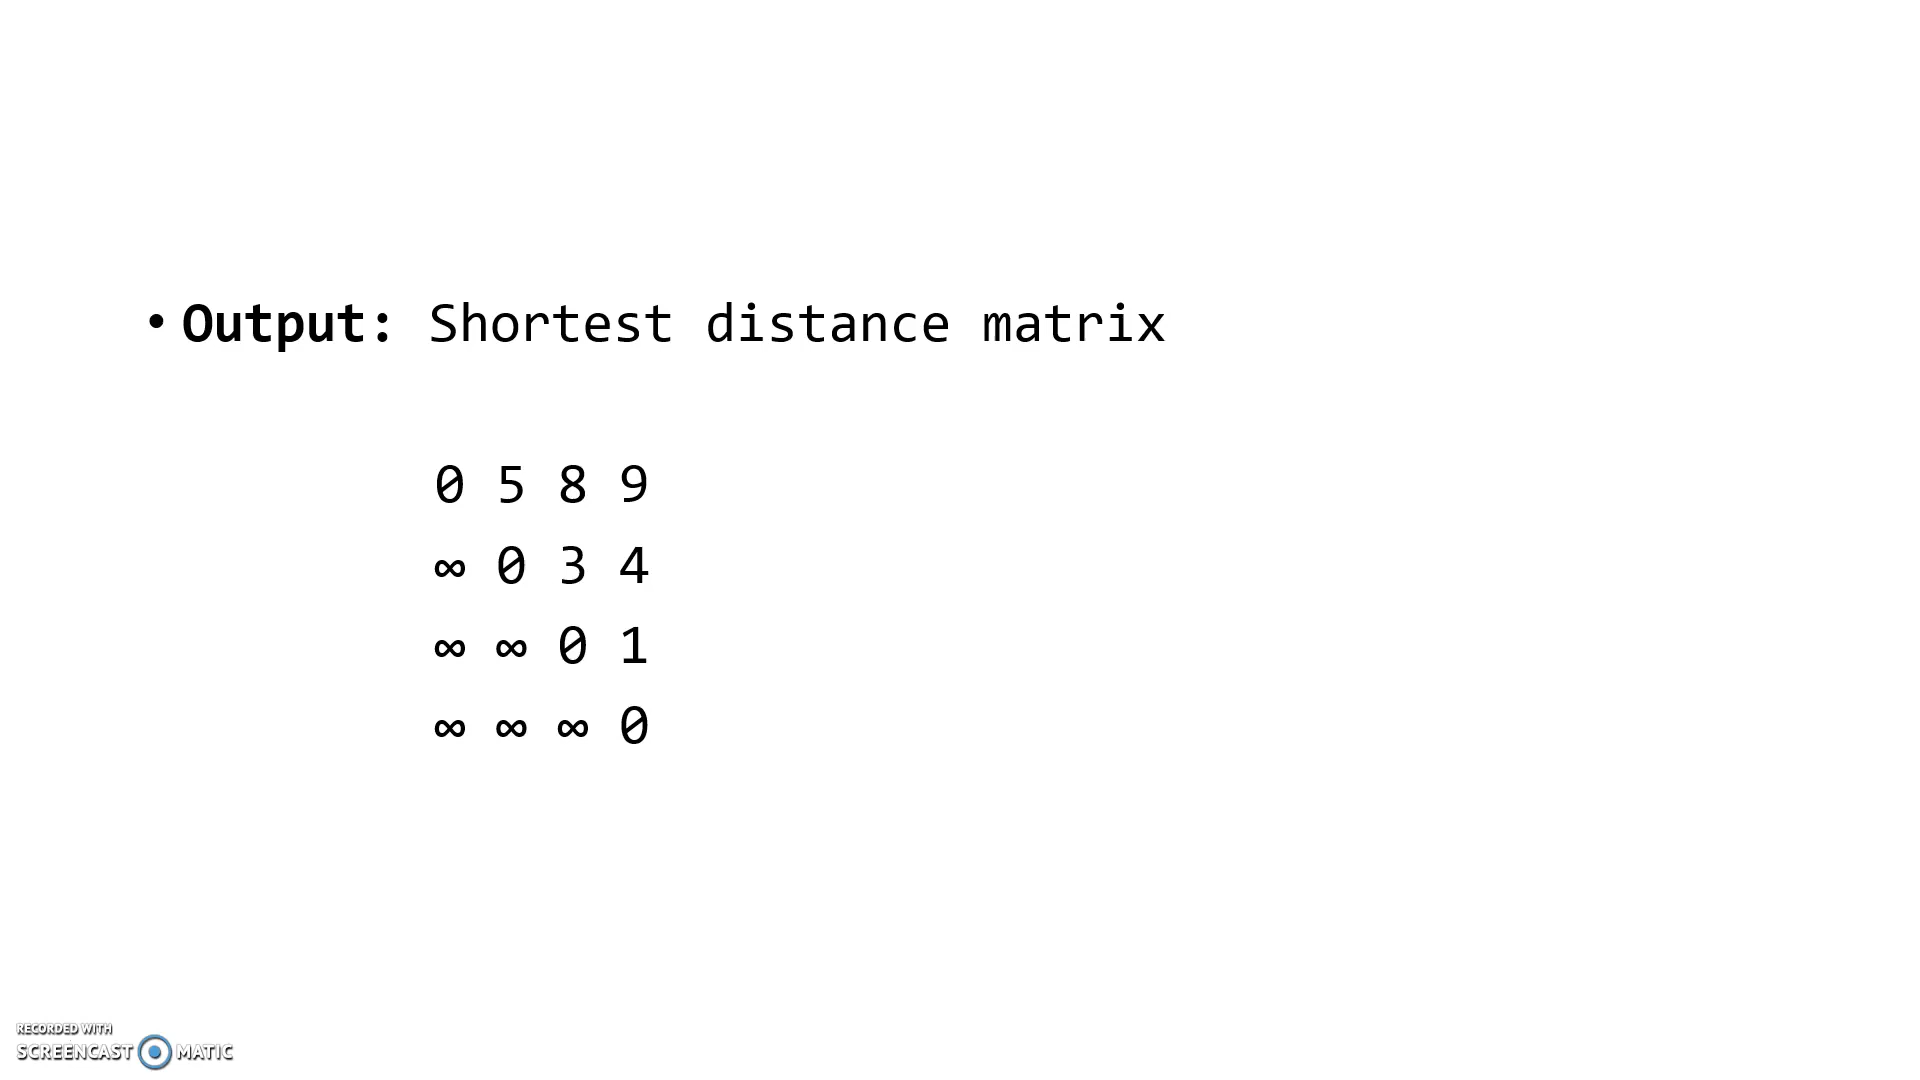 • Output: Shortest distance matrix
0 5 8 9
∞ 0 3 4
∞ ∞ 0 1
∞ ∞ ∞ 0
RECORDED WITH
SCREENCAST MATIC